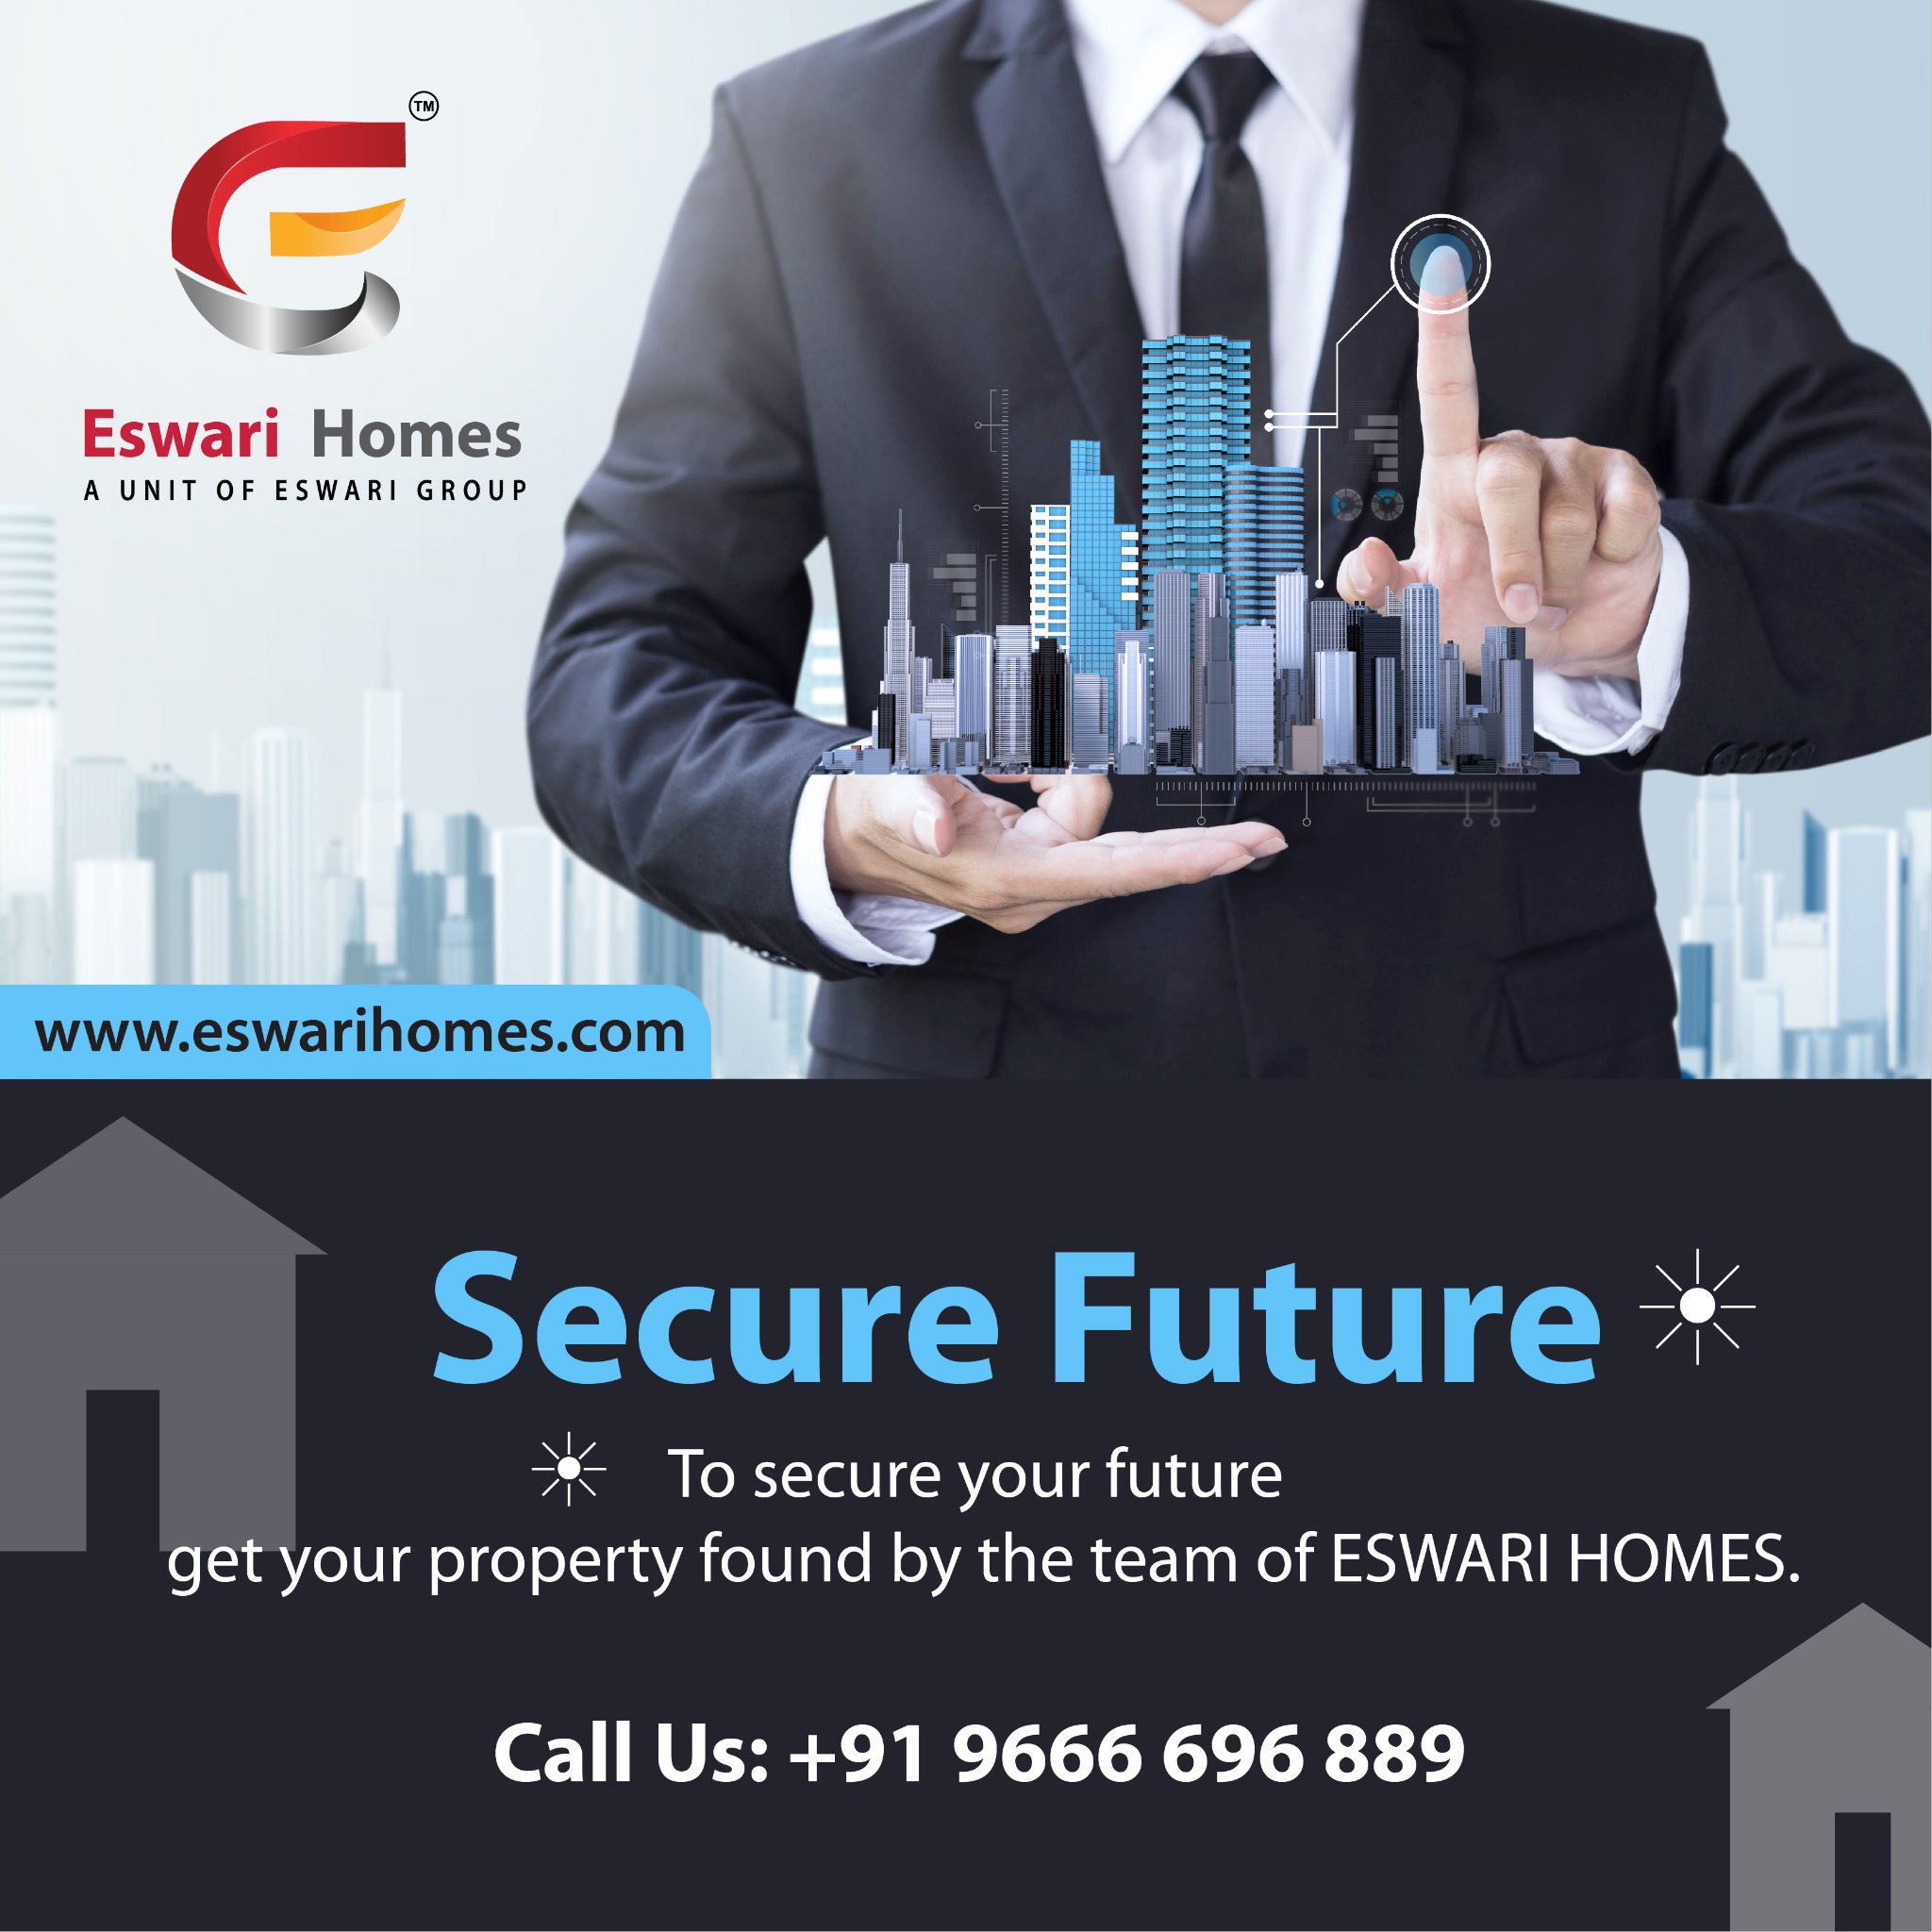 TM
Eswari Homes
A UNIT OF ESWARI GROUP
www.eswarihomes.com
Secure Future
To secure your future
get your property found by the team of ESWARI HOMES.
Call Us: +91 9666 696 889